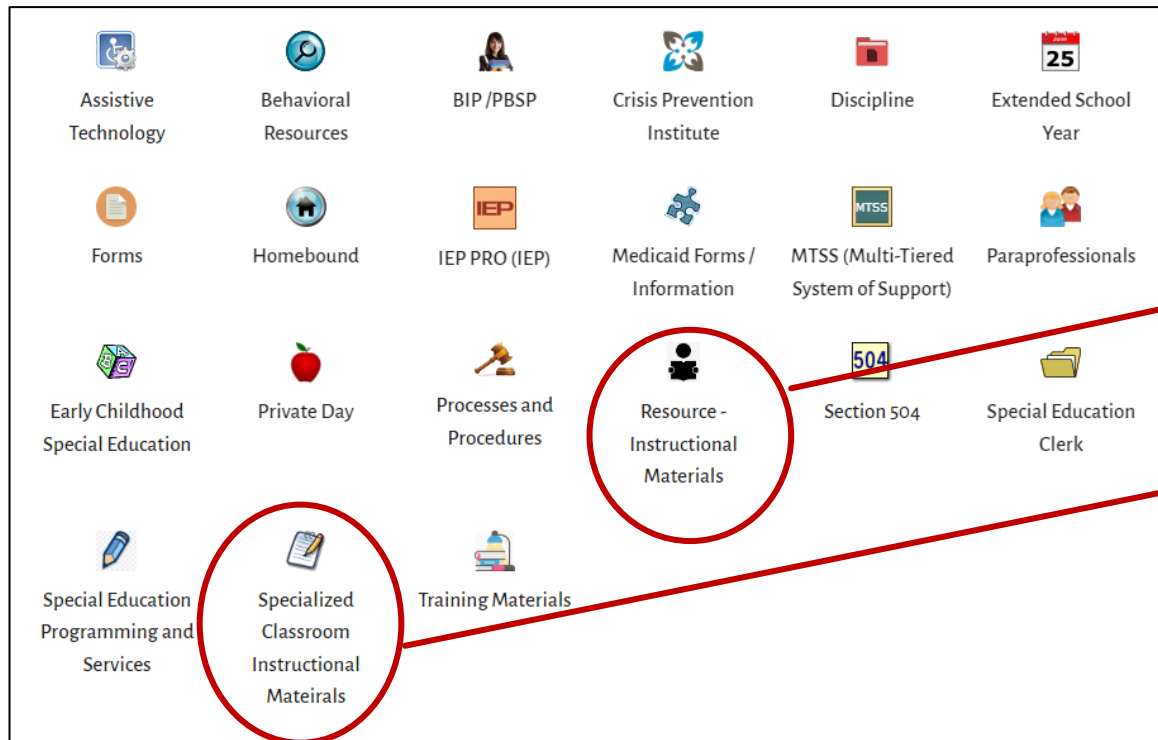 JUNE
25
Assistive
Technology
Behavioral
Resources
BIP /PBSP
Crisis Prevention
Institute
Discipline
Extended School
Year
IEP
MTSS
Forms
Homebound
IEP PRO (IEP)
Medicaid Forms /
Information
MTSS (Multi-Tiered
System of Support)
Paraprofessionals
B
A
C
504
Early Childhood
Special Education
Private Day
Processes and
Procedures
Resource -
Instructional
Materials
Section 504
Special Education
Clerk
Special Education
Programming and
Services
Specialized
Classroom
Instructional
Mateirals
Training Materials